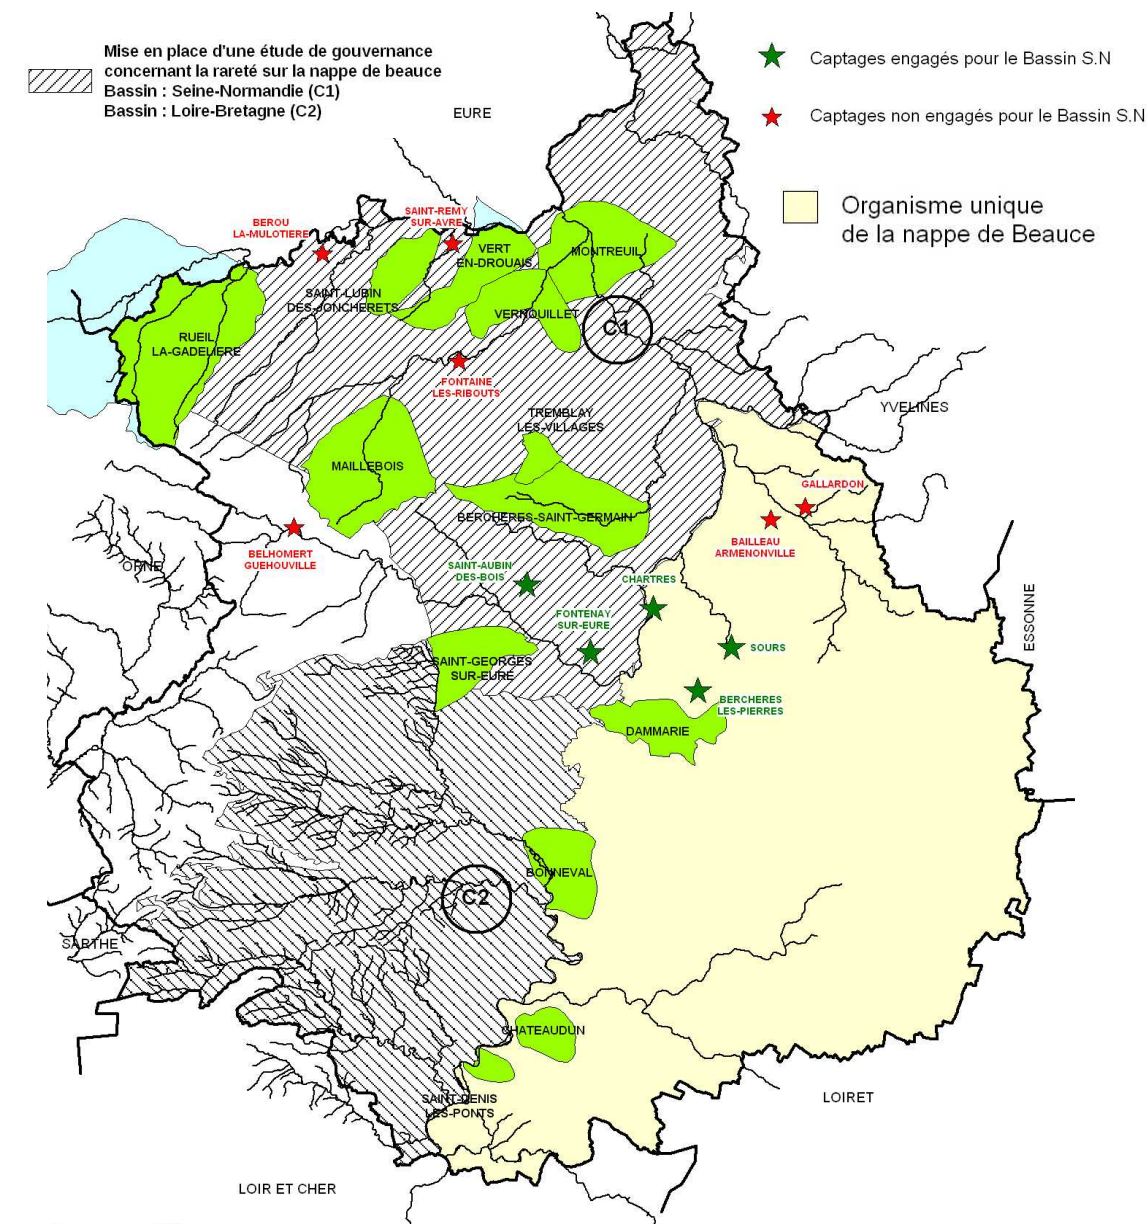 Mise en place d'une étude de gouvernance
concernant la rareté sur la nappe de beauce
Bassin : Seine-Normandie (C1)
Bassin : Loire-Bretagne (C2)
Captages engagés pour le Bassin S.N
Captages non engagés pour le Bassin S.N
EURE
Organisme unique
de la nappe de Beauce
BEROU
LA-MULOTIERE
SAINT-REMY
SUR-AVRE
VERT
EN-DROUAIS
MONTREUIL
SAINT-LUBIN
DES-JONCHERETS
VERNOUILLET
C1
RUEIL
LA-GADELIERE
FONTAINE
LES-RIBOUTS
TREMBLAY
LES-VILLAGES
YVELINES
MAILLEBOIS
GALLARDON
BERCHERES-SAINT-GERMAIN
BAILLEAU
ARMENONVILLE
BELHOMERT
GUEHOUVILLE
ORNE
SAINT-AUBIN
DES-BOIS
CHARTRES
FONTENAY
SUR-EURE
ESSONNE
SOURS
SAINT-GEORGES
SUR-EURE
BERCHERES
LES-PIERRES
DAMMARIE
BONNEVAL
C2
SARTHE
CHATEAUDUN
SAINT-DENIS
LES-PONTS
LOIRET
LOIR ET CHER